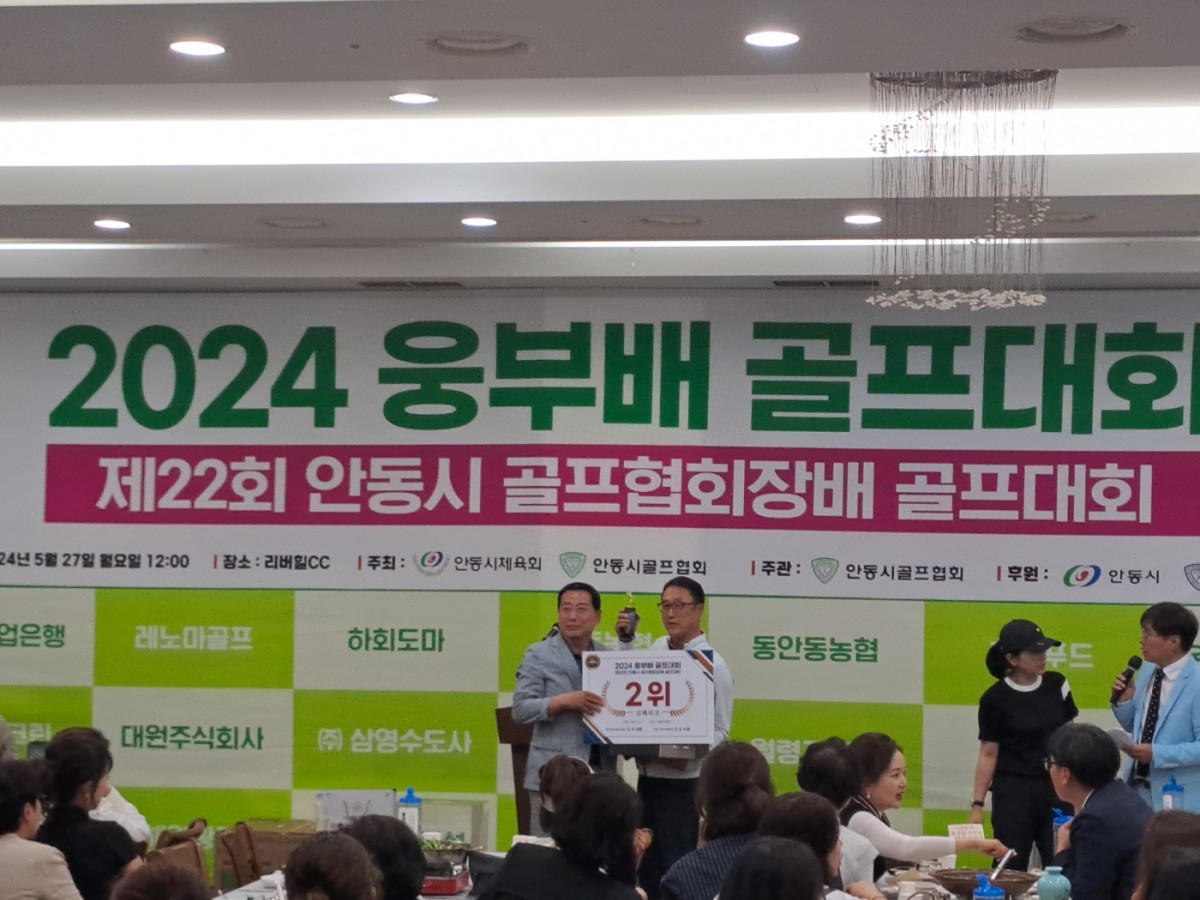 2024 웅부배 골프대회
제22회 안동시 골프협회장배 골프대회
24년 5월 27일 월요일 12:00 장소 : 리버힐CC 주최 : 안동시체육회 안동시골프협회 주관 : 안동시골프협회 후원 : 안동시
업은행 레노마골프 하회도마 동안동농협 푸드
대원주식회사 ㈜ 삼영수도사
2024 웅부배 골프대회
2위